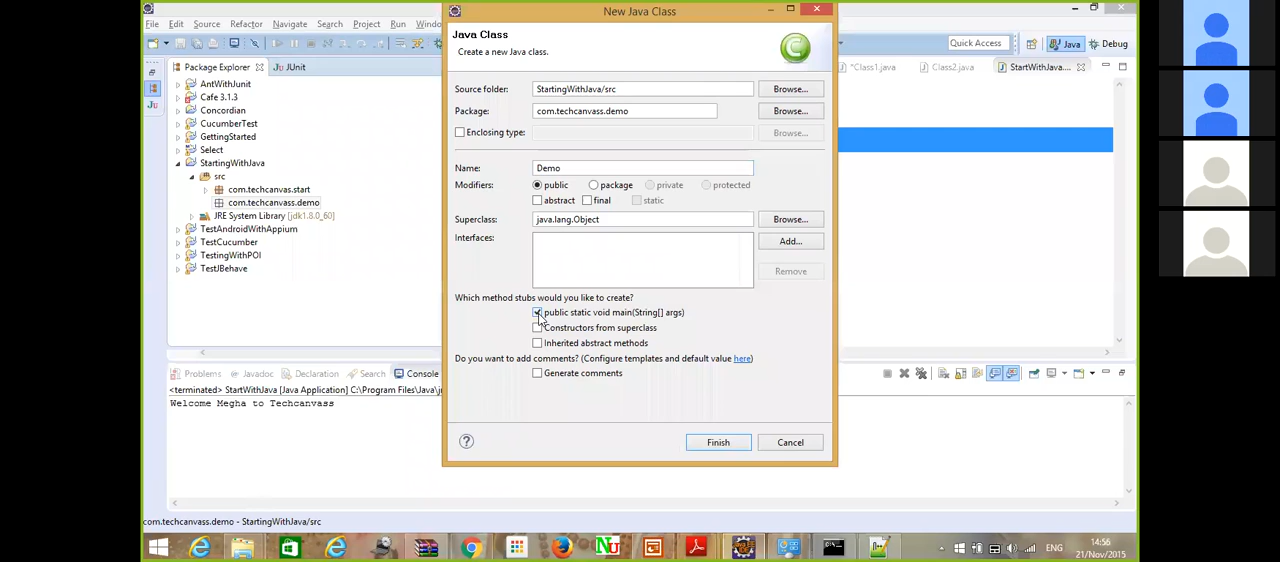 New Java Class
File Edit Source Refactor Navigate Search Project Run Windo
Java Class
Create a new Java class.
Quick Access
Java
Debug
Package Explorer
JUnit
*Class1.java
Class2.java
StartWithJava....
AntWithJunit
Cafe 3.1.3
Concordian
CucumberTest
GettingStarted
Select
StartingWithJava
src
com.techcanvas.start
com.techcanvass.demo
JRE System Library [jdk1.8.0_60]
TestAndroidWithAppium
TestCucumber
TestingWithPOI
TestJBehave
Source folder:
StartingWithJava/src
Browse...
Package:
com.techcanvass.demo
Browse...
Enclosing type:
Browse...
Name:
Demo
Modifiers:
public
package
private
protected
abstract
final
static
Superclass:
java.lang.Object
Browse...
Interfaces:
Add...
Remove
Which method stubs would you like to create?
public static void main(String[] args)
Constructors from superclass
Inherited abstract methods
Do you want to add comments? (Configure templates and default value here)
Generate comments
Finish
Cancel
Problems
Javadoc
Declaration
Search
Console
<terminated> StartWithJava [Java Application] C:\Program Files\Java\j
Welcome Megha to Techcanvass
com.techcanvass.demo - StartingWithJava/src
ENG
14:56
21/Nov/2015